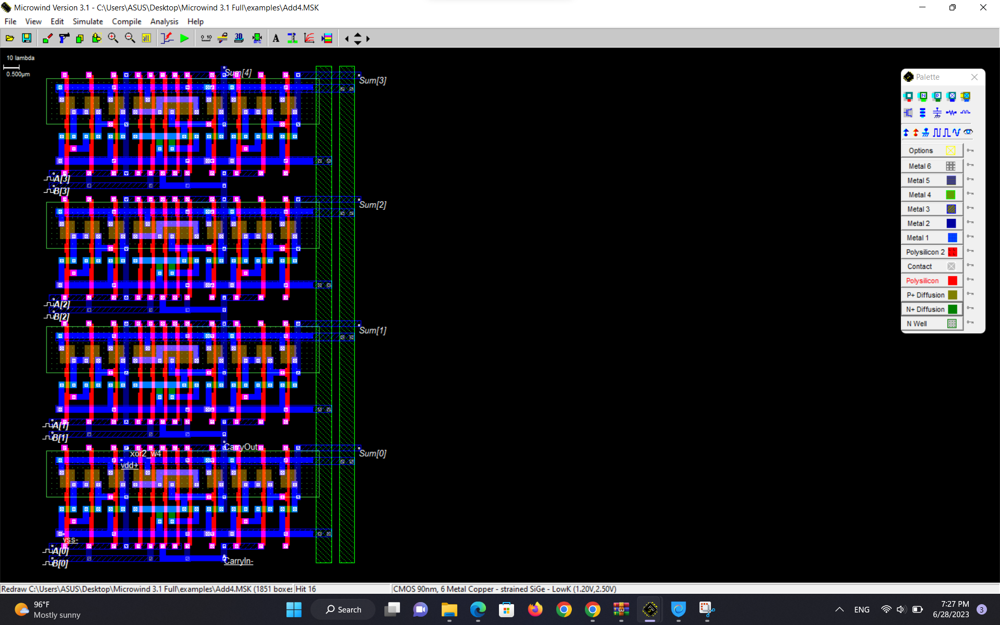 Microwind Version 3.1 - C:\Users\ASUS\Desktop\Microwind 3.1 Full\examples\Add4.MSK
File View Edit Simulate Compile Analysis Help
10 lambda
0.500µm
Sum[4]
Sum[3]
A[3]
B[3]
Sum[2]
A[2]
B[2]
Sum[1]
A[1]
B[1]
CarryOut
xor2_w4
Sum[0]
vdd+
vss-
A[0]
B[0]
CarryIn-
Palette
Options
Metal 6
Metal 5
Metal 4
Metal 3
Metal 2
Metal 1
Polysilicon 2
Contact
Polysilicon
P+ Diffusion
N+ Diffusion
N Well
Redraw C:\Users\ASUS\Desktop\Microwind 3.1 Full\examples\Add4.MSK (1851 boxes Hit 16 CMOS 90nm, 6 Metal Copper - strained SiGe - LowK (1.20V,2.50V)
96°F
Mostly sunny
Search
ENG
7:27 PM
6/28/2023
3